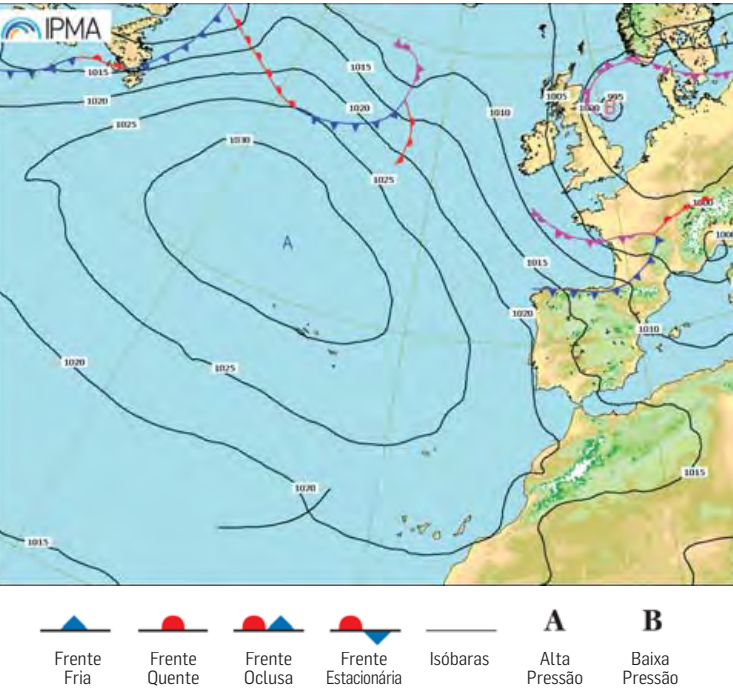 IPMA
1015
1015
1020
1020
1025
1030
1010
1005
995
1000
B
1025
1000
A
1015
1020
1010
1020
1025
1020
1015
1015
A
B
Frente Fria
Frente Quente
Frente Oclusa
Frente Estacionária
Isóbaras
Alta Pressão
Baixa Pressão